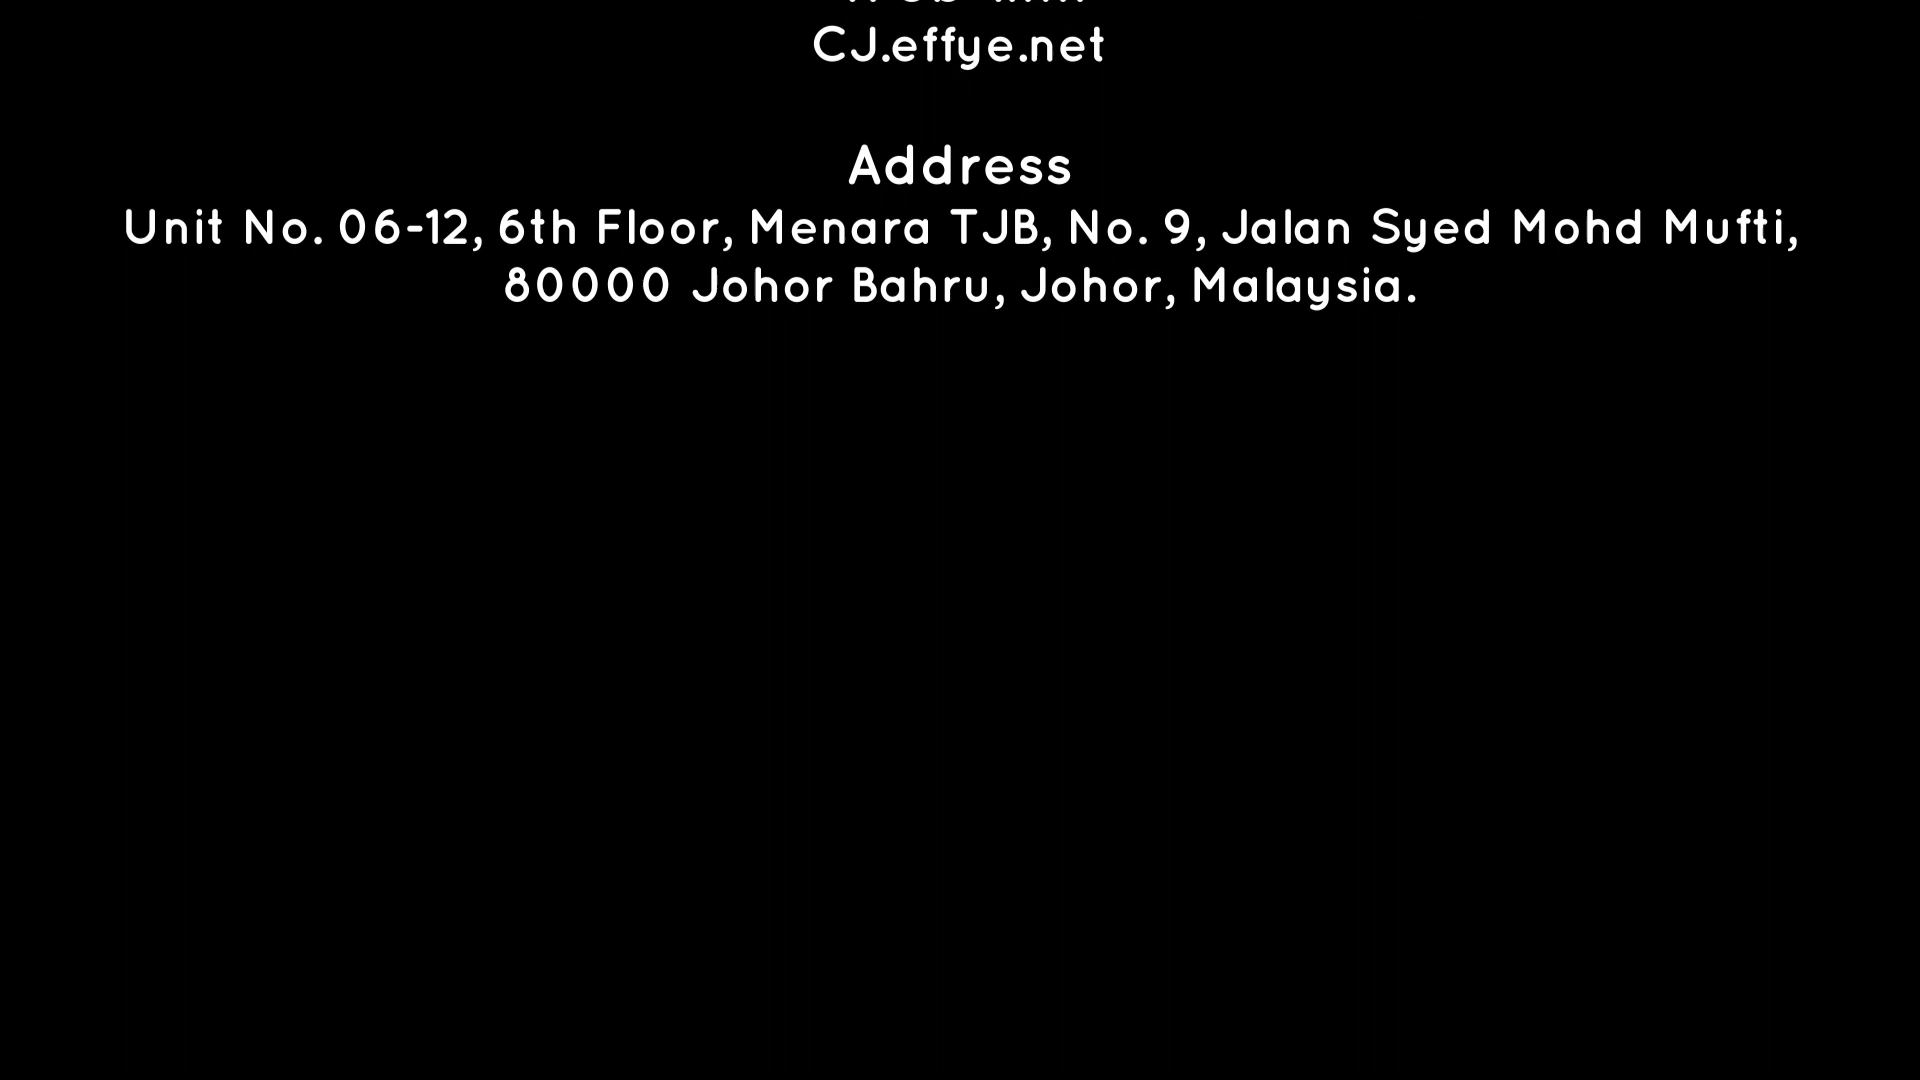 CJ.effye.net
Address
Unit No. 06-12, 6th Floor, Menara TJB, No. 9, Jalan Syed Mohd Mufti,
80000 Johor Bahru, Johor, Malaysia.